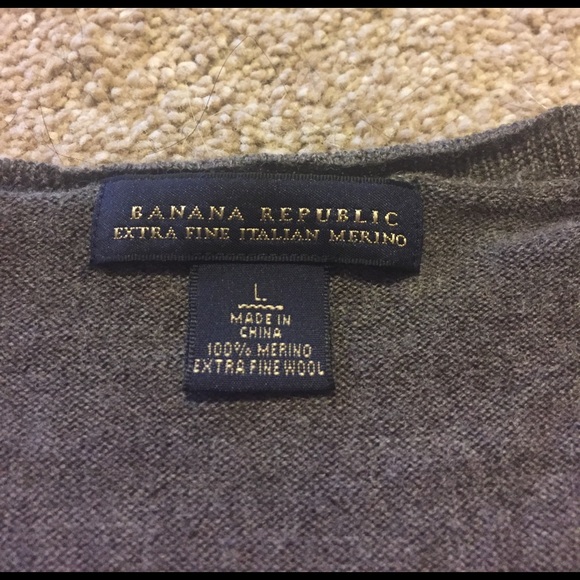 BANANA REPUBLIC
EXTRA FINE ITALIAN MERINO
L.
MADE IN
CHINA
100% MERINO
EXTRA FINE WOOL